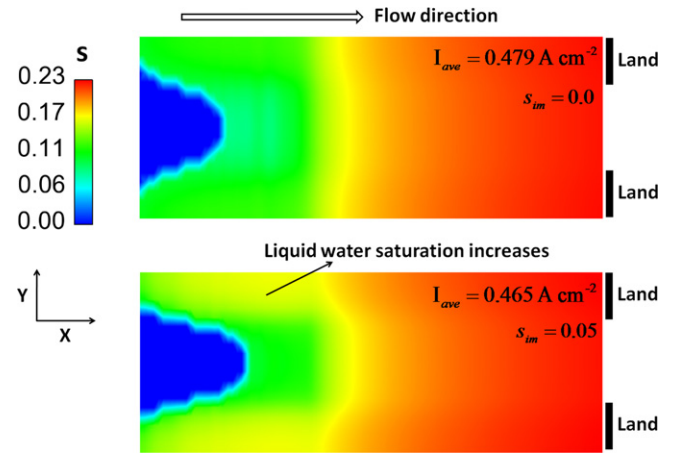 Flow direction
S
0.23
0.17
0.11
0.06
0.00
I_ave = 0.479 A cm^-2
s_im = 0.0
Land
Land
Liquid water saturation increases
Y
X
I_ave = 0.465 A cm^-2
s_im = 0.05
Land
Land